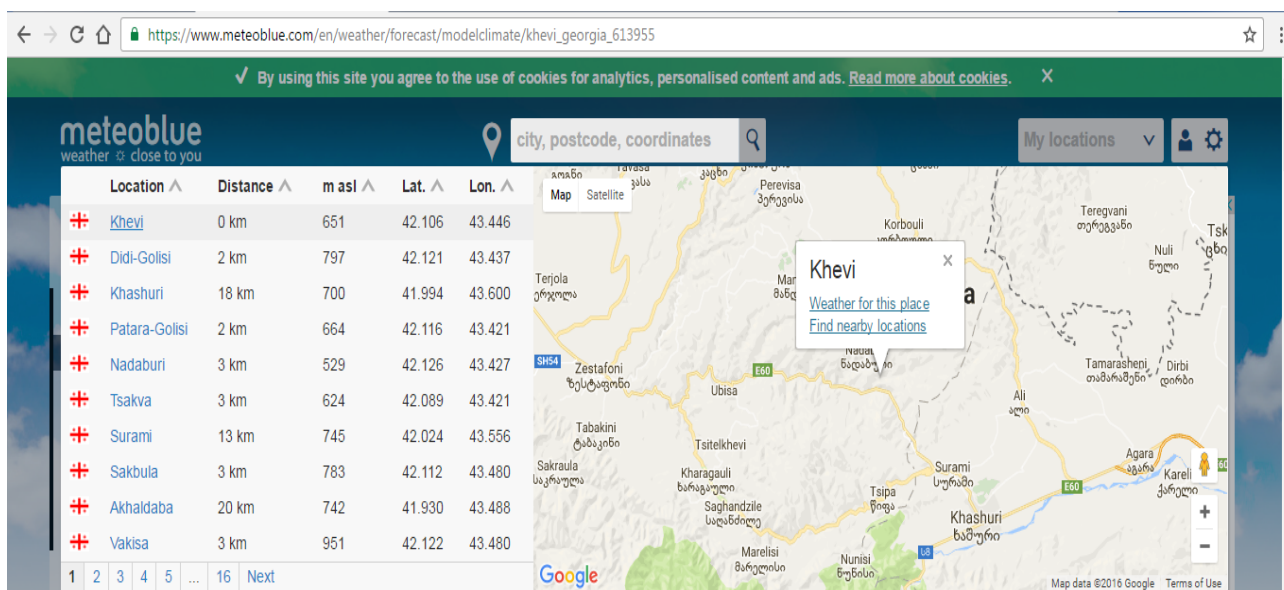 https://www.meteoblue.com/en/weather/forecast/modelclimate/khevi_georgia_613955
✓ By using this site you agree to the use of cookies for analytics, personalised content and ads. Read more about cookies. X
meteoblue
weather ☼ close to you
city, postcode, coordinates
My locations
Location Distance m asl Lat. Lon.
Khevi 0 km 651 42.106 43.446
Didi-Golisi 2 km 797 42.121 43.437
Khashuri 18 km 700 41.994 43.600
Patara-Golisi 2 km 664 42.116 43.421
Nadaburi 3 km 529 42.126 43.427
Tsakva 3 km 624 42.089 43.421
Surami 13 km 745 42.024 43.556
Sakbula 3 km 783 42.112 43.480
Akhaldaba 20 km 742 41.930 43.488
Vakisa 3 km 951 42.122 43.480
1 2 3 4 5 ... 16 Next
Map Satellite
Perevisa
პერევისა
Korbouli
Teregvani
თერეგვანი
Nuli
ნული
Khevi
Weather for this place
Find nearby locations
Terjola
SH54
Zestafoni
ზესტაფონი
E60
Ubisa
ნადაბური
Tamarasheni
თამარაშენი
Dirbi
დირბი
Ali
ალი
Tabakini
ტაბაკინი
Tsitelkhevi
Sakraula
საკრაულა
Kharagauli
ხარაგაული
Surami
სურამი
Agara
აგარა
Kareli
ქარელი
E60
Tsipa
წიფა
Saghandzile
საღანძილე
Khashuri
ხაშური
Marelisi
მარელისი
Nunisi
ნუნისი
Google
Map data ©2016 Google Terms of Use